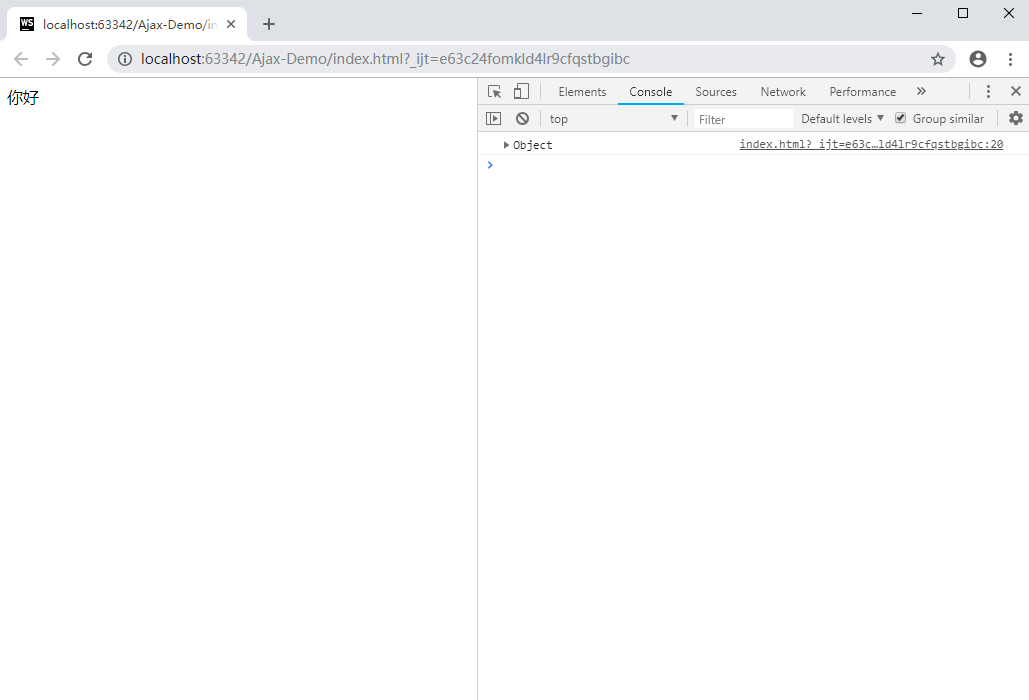 WS localhost:63342/Ajax-Demo/in
localhost:63342/Ajax-Demo/index.html?_ijt=e63c24fomkld4lr9cfqstbgibc
你好
Elements Console Sources Network Performance
top Filter Default levels Group similar
Object index.html?_ijt=e63c…ld4lr9cfqstbgibc:20